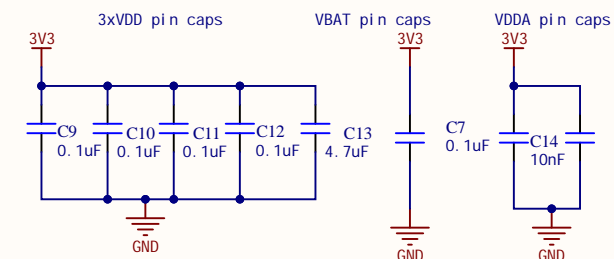 3xVDD pin caps
VBAT pin caps
VDDA pin caps
3V3
3V3
3V3
C9
0.1uF
C10
0.1uF
C11
0.1uF
C12
0.1uF
C13
4.7uF
C7
0.1uF
C14
10nF
GND
GND
GND